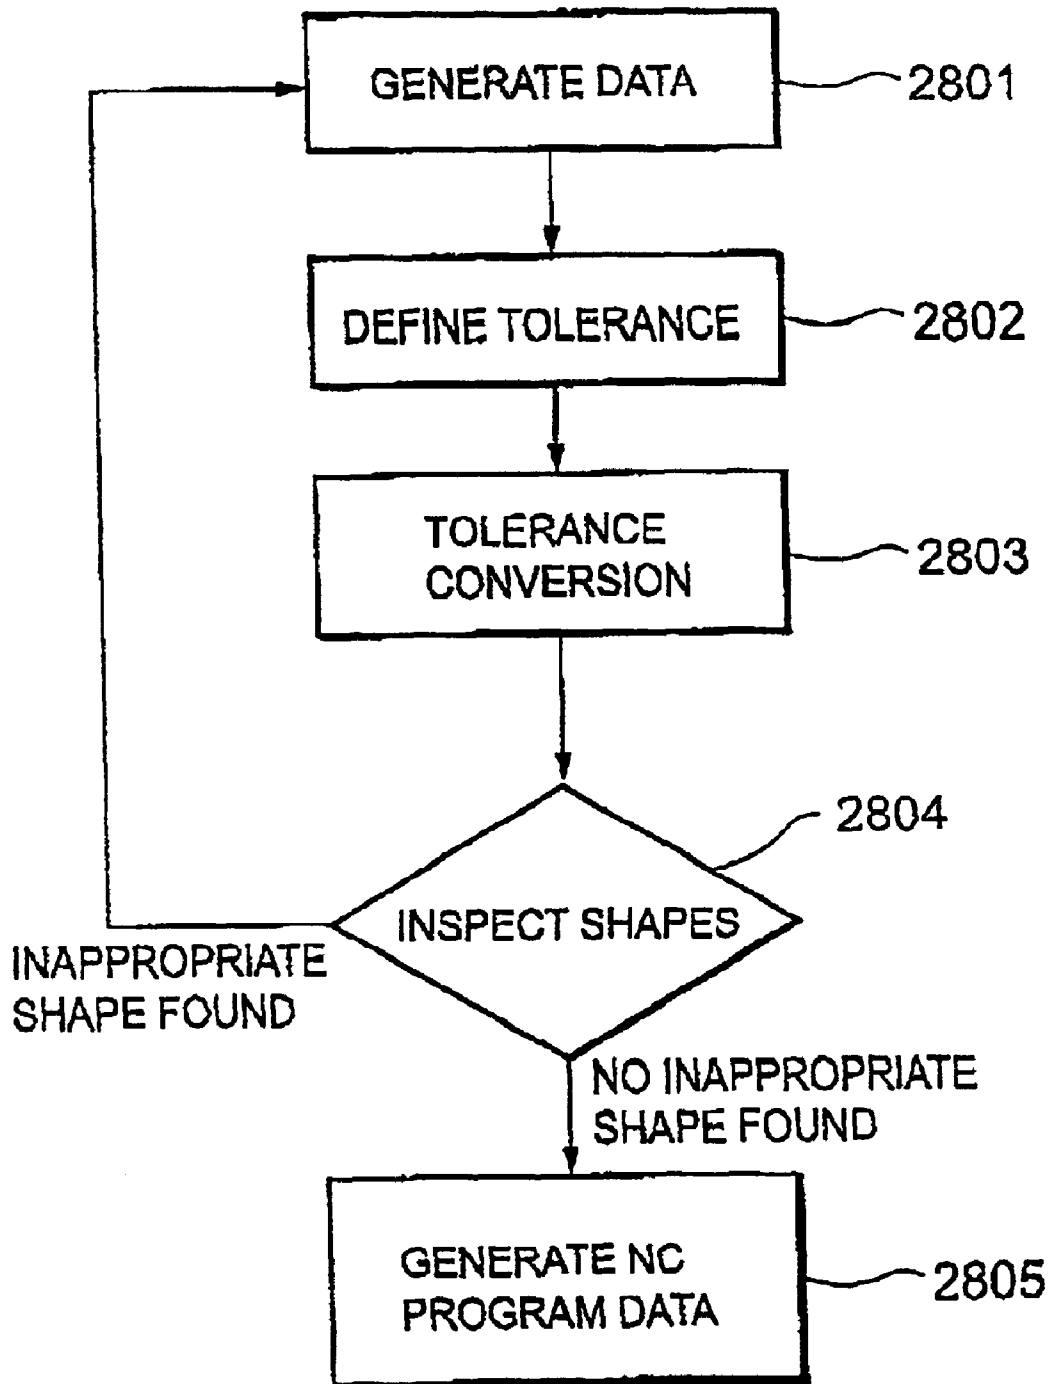 GENERATE DATA
2801
DEFINE TOLERANCE
2802
TOLERANCE
CONVERSION
2803
2804
INSPECT SHAPES
INAPPROPRIATE
SHAPE FOUND
NO INAPPROPRIATE
SHAPE FOUND
GENERATE NC
PROGRAM DATA
2805